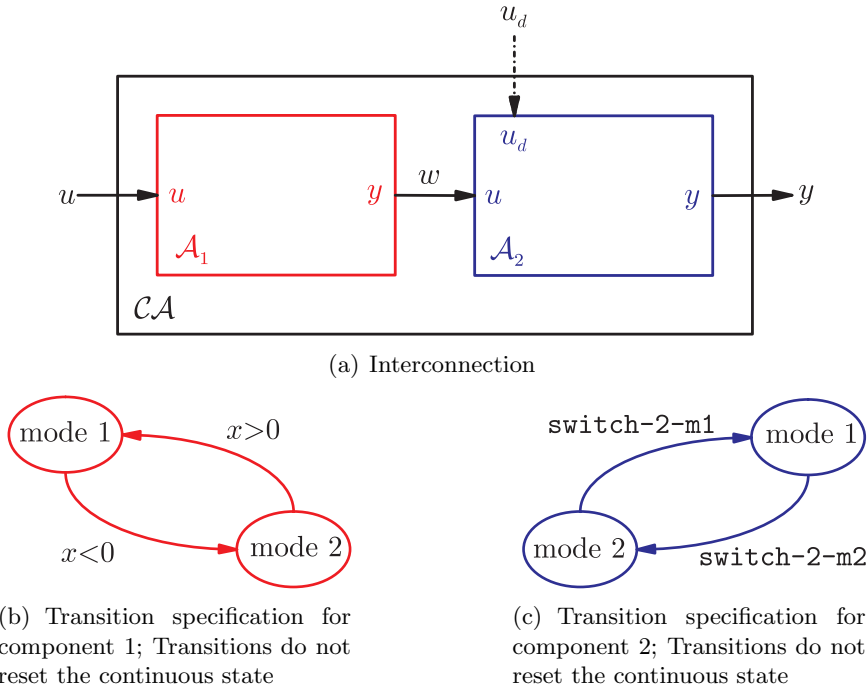 u_d
u_d
u
u
y
w
u
y
y
𝒜_1
𝒜_2
𝒞𝒜
(a) Interconnection
mode 1
x>0
x<0
mode 2
switch-2-m1
mode 1
mode 2
switch-2-m2
(b) Transition specification for
component 1; Transitions do not
reset the continuous state
(c) Transition specification for
component 2; Transitions do not
reset the continuous state